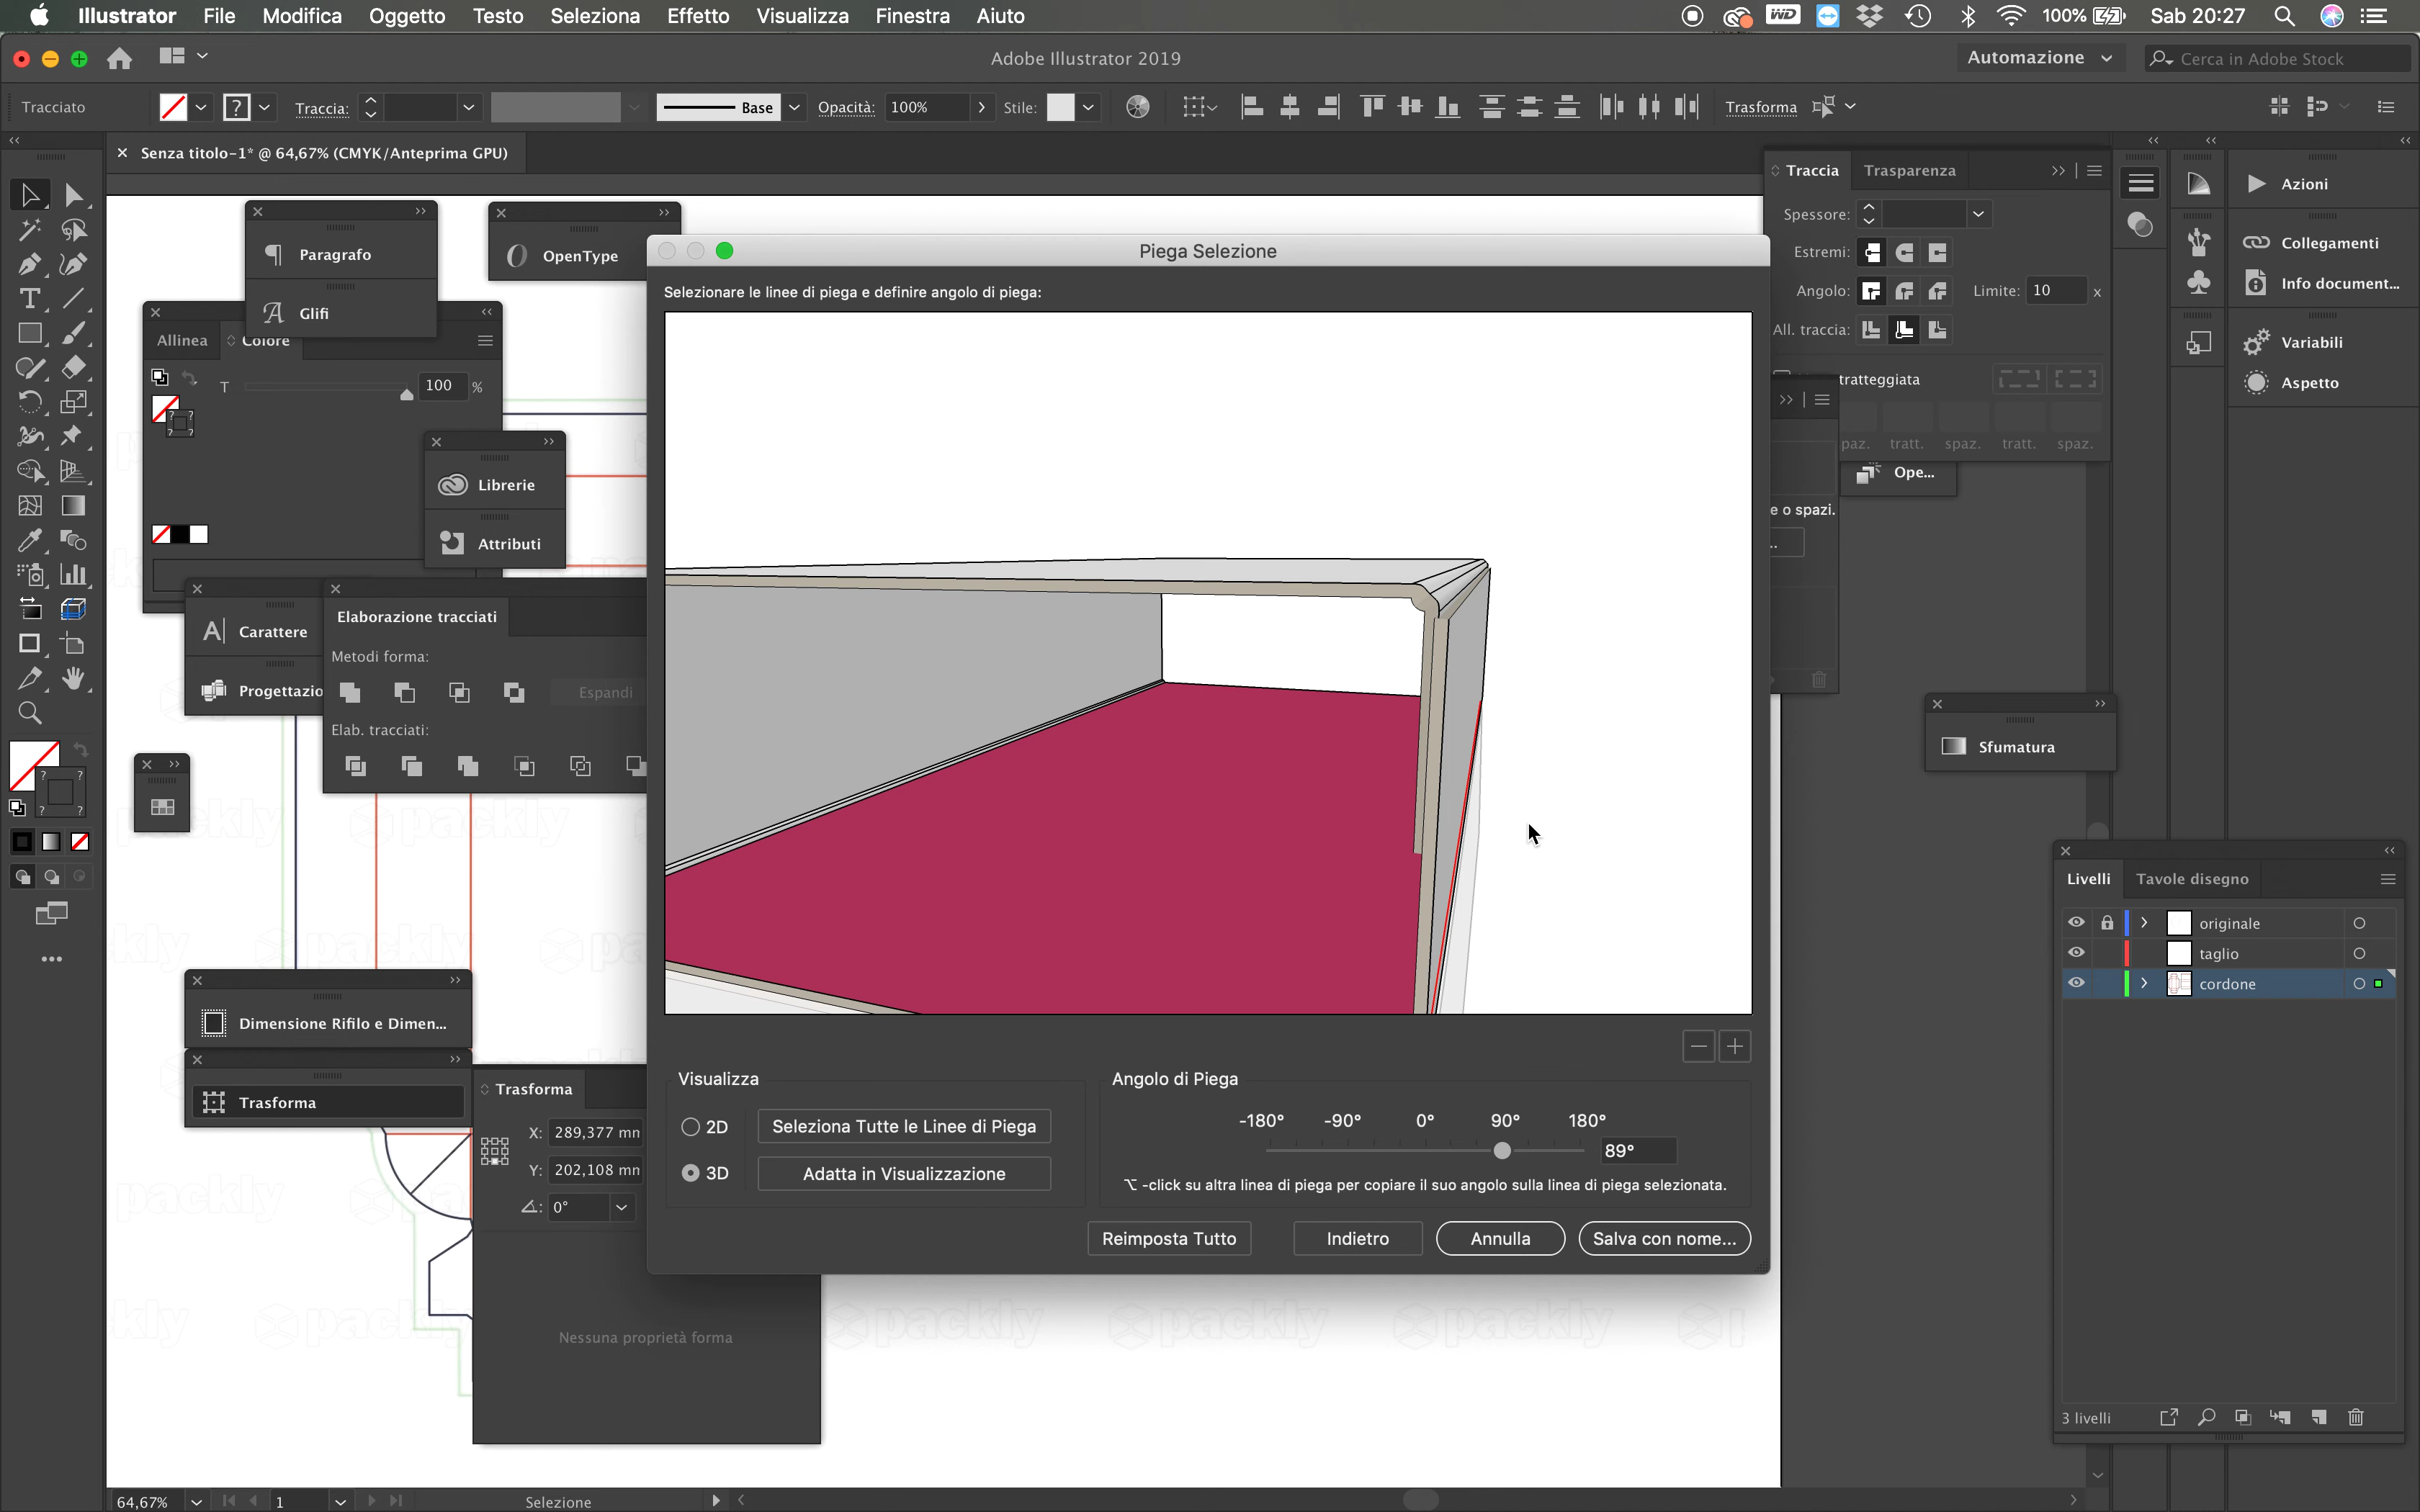 Illustrator File Modifica Oggetto Testo Seleziona Effetto Visualizza Finestra Aiuto
WD 100% Sab 20:27
Adobe Illustrator 2019
Automazione Cerca in Adobe Stock
Tracciato ? Traccia: Base Opacità: 100% Stile: Trasforma
Senza titolo-1* @ 64,67% (CMYK/Anteprima GPU)
Traccia Trasparenza
Spessore:
Estremi:
Angolo: Limite: 10 x
All. traccia:
tratteggiata
paz. tratt. spaz. tratt. spaz.
Azioni
Collegamenti
Info document...
Variabili
Aspetto
Paragrafo
Glifi
OpenType
Allinea Colore
T 100 %
Librerie
Attributi
Carattere
Progettazio
Elaborazione tracciati
Metodi forma:
Espandi
Elab. tracciati:
Piega Selezione
Selezionare le linee di piega e definire angolo di piega:
Ope...
e o spazi.
Sfumatura
Dimensione Rifilo e Dimen...
Trasforma
Trasforma
X: 289,377 mn
Y: 202,108 mn
0°
Nessuna proprietà forma
Visualizza
2D Seleziona Tutte le Linee di Piega
3D Adatta in Visualizzazione
Angolo di Piega
-180° -90° 0° 90° 180°
89°
⌥ -click su altra linea di piega per copiare il suo angolo sulla linea di piega selezionata.
Reimposta Tutto Indietro Annulla Salva con nome...
Livelli Tavole disegno
originale
taglio
cordone
3 livelli
packly
packly packly packly
64,67% 1 Selezione